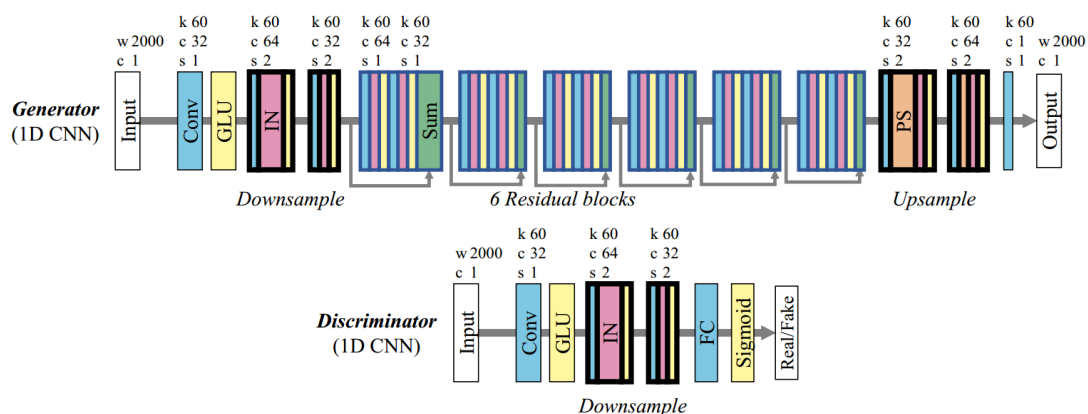 k 60
c 32
s 1
k 60
c 64
s 2
k 60
c 32
s 2
k 60
c 64
s 1
k 60
c 32
s 1
k 60
c 32
s 2
k 60
c 64
s 2
k 60
c 1
s 1
w 2000
c 1
w 2000
c 1
Generator
(1D CNN)
Input
Conv
GLU
IN
Sum
PS
Output
Downsample
6 Residual blocks
Upsample
w 2000
c 1
k 60
c 32
s 1
k 60
c 64
s 2
k 60
c 32
s 2
Discriminator
(1D CNN)
Input
Conv
GLU
IN
FC
Sigmoid
Real/Fake
Downsample